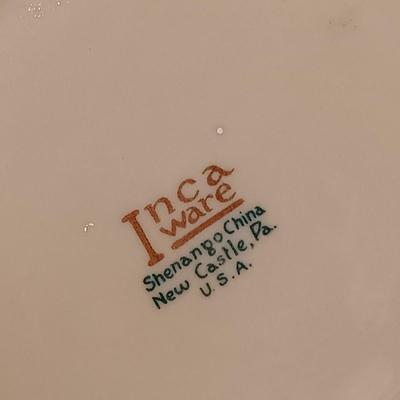 Inca
ware
Shenango China
New Castle, Pa.
U.S.A.